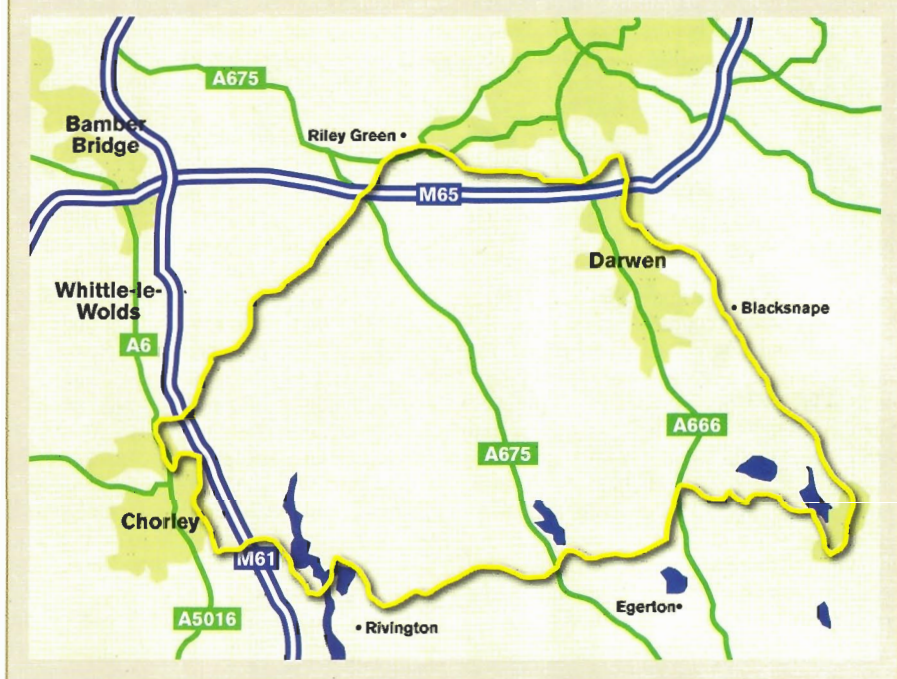 A675
Bamber
Bridge
Riley Green
M65
Darwen
Whittle-le-
Wolds
Blacksnape
A6
A666
A675
Chorley
M61
A5016
Egerton
Rivington